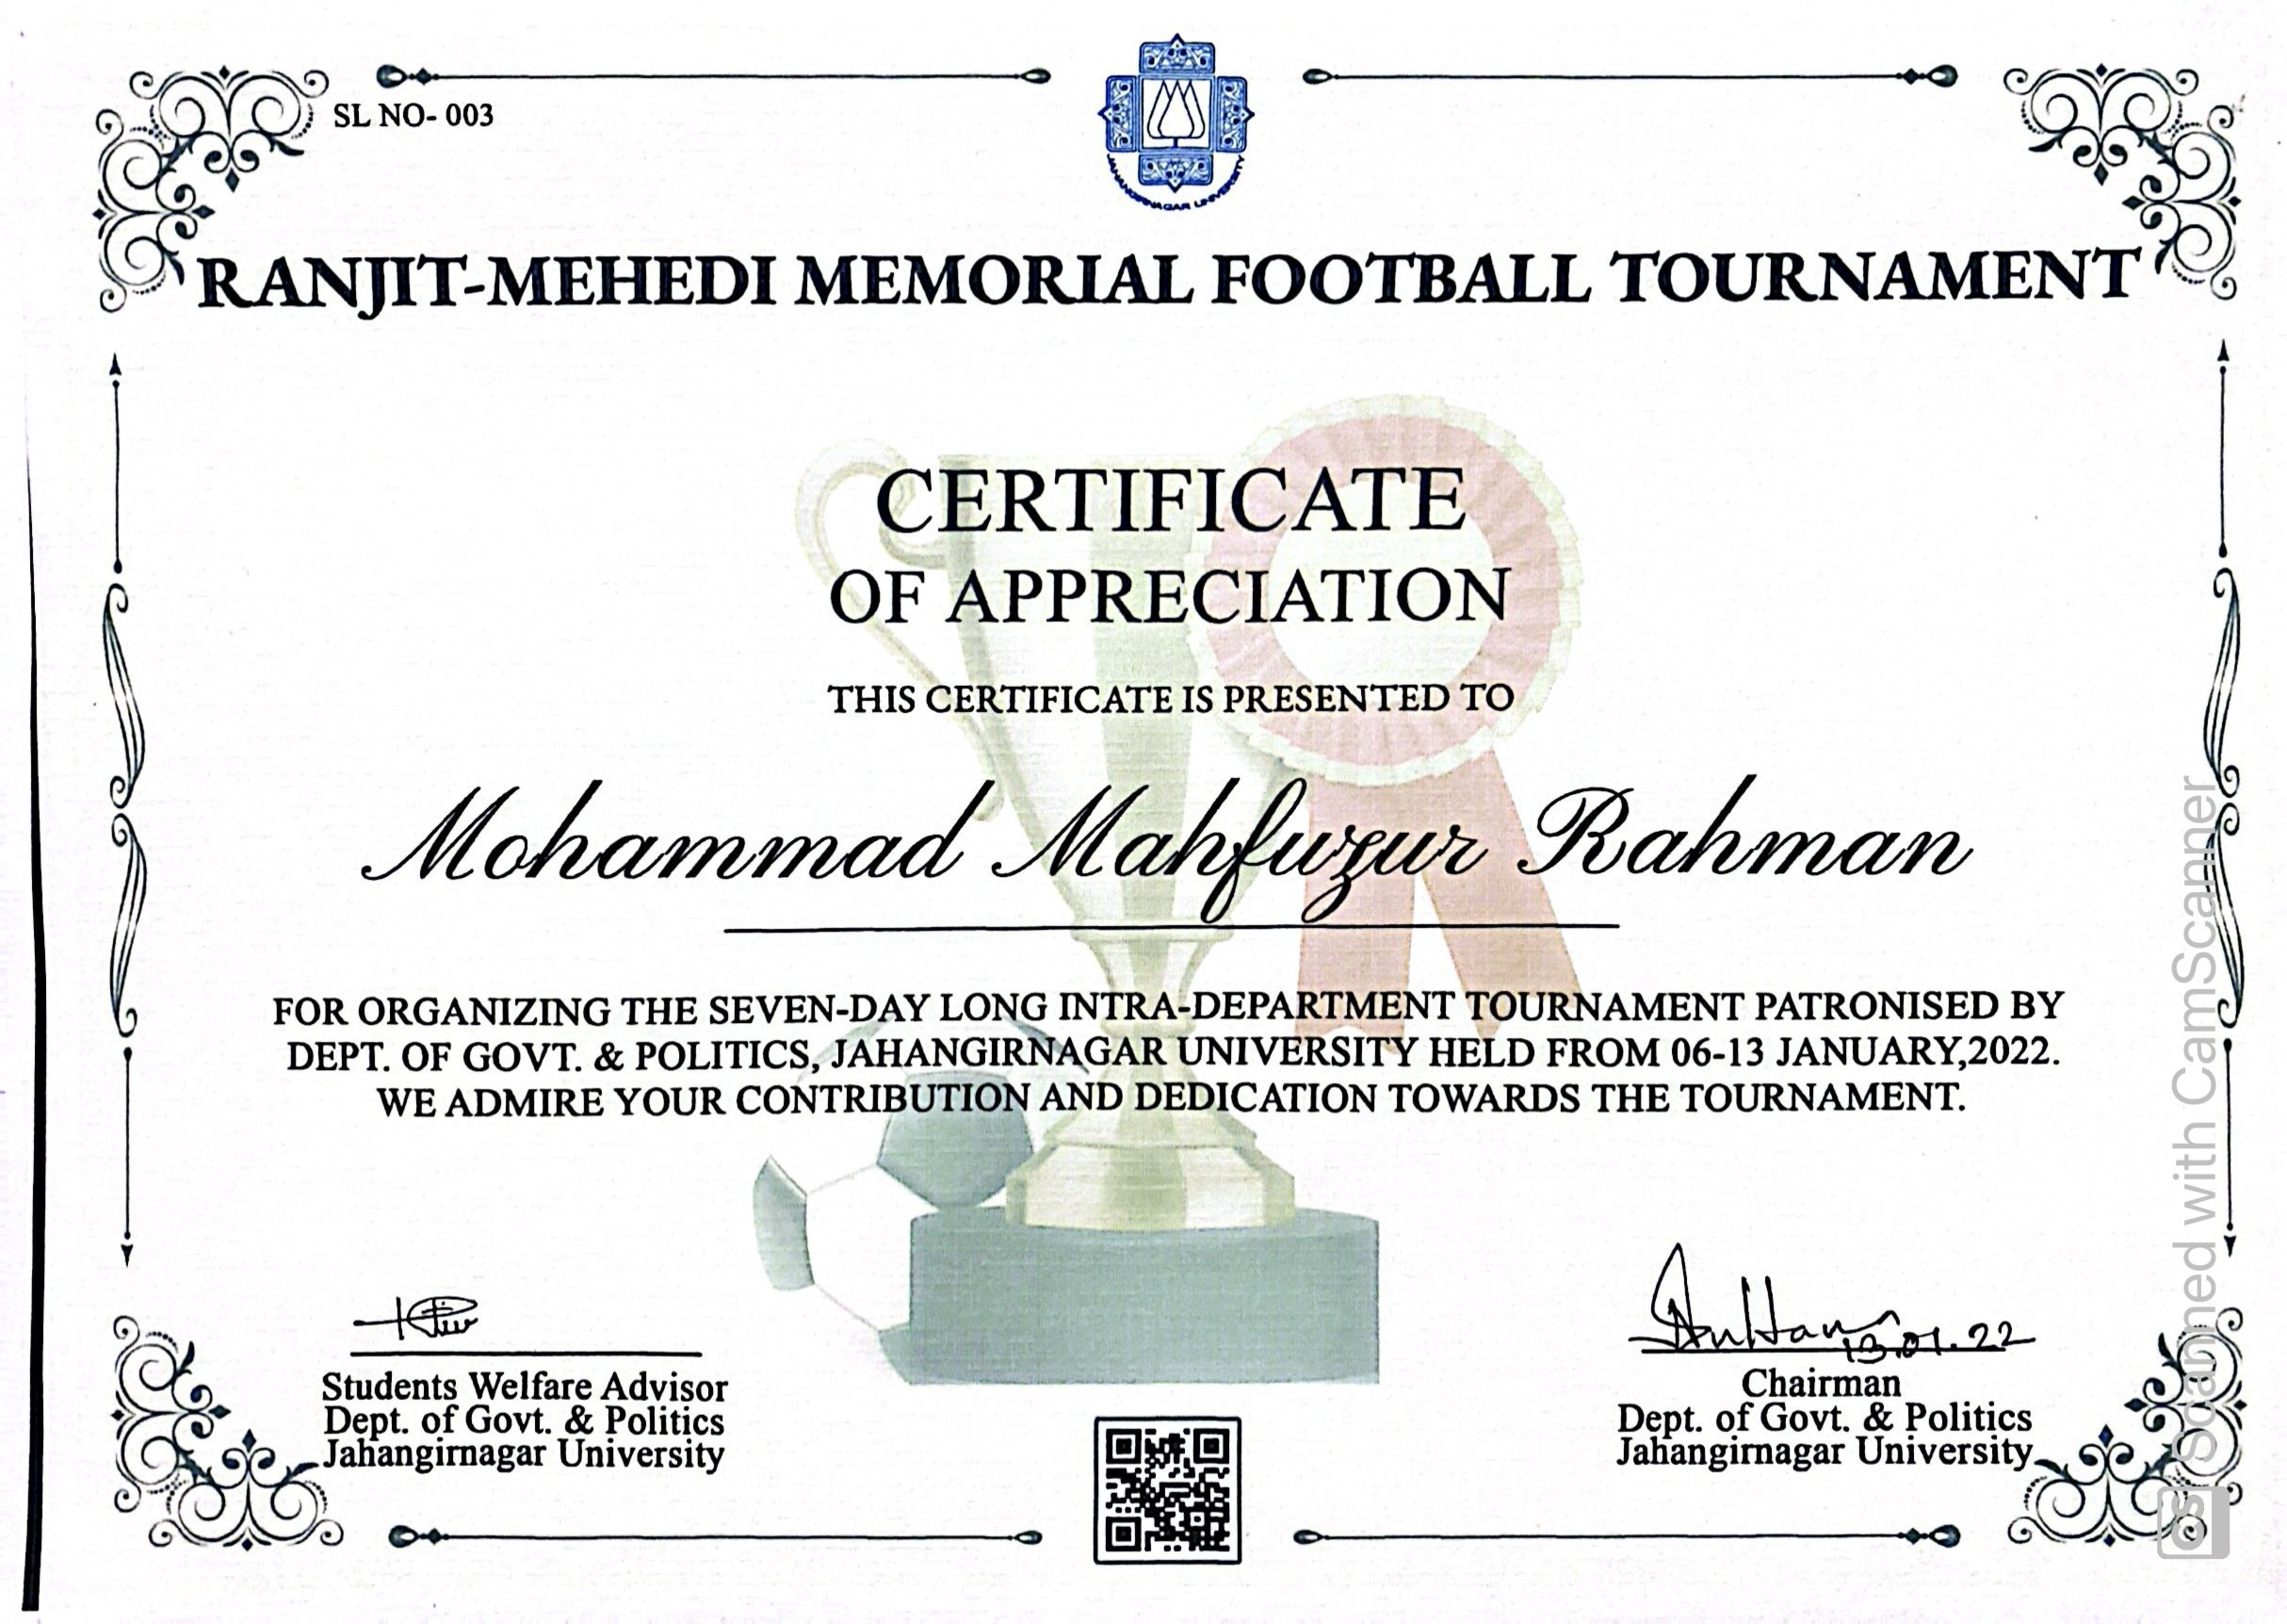 SL NO- 003
JAHANGIRNAGAR UNIVERSITY
RANJIT-MEHEDI MEMORIAL FOOTBALL TOURNAMENT
CERTIFICATE
OF APPRECIATION
THIS CERTIFICATE IS PRESENTED TO
Mohammad Mahfuzur Rahman
FOR ORGANIZING THE SEVEN-DAY LONG INTRA-DEPARTMENT TOURNAMENT PATRONISED BY
DEPT. OF GOVT. & POLITICS, JAHANGIRNAGAR UNIVERSITY HELD FROM 06-13 JANUARY,2022.
WE ADMIRE YOUR CONTRIBUTION AND DEDICATION TOWARDS THE TOURNAMENT.
Students Welfare Advisor
Dept. of Govt. & Politics
Jahangirnagar University
13.01.22
Chairman
Dept. of Govt. & Politics
Jahangirnagar University
CS Scanned with CamScanner